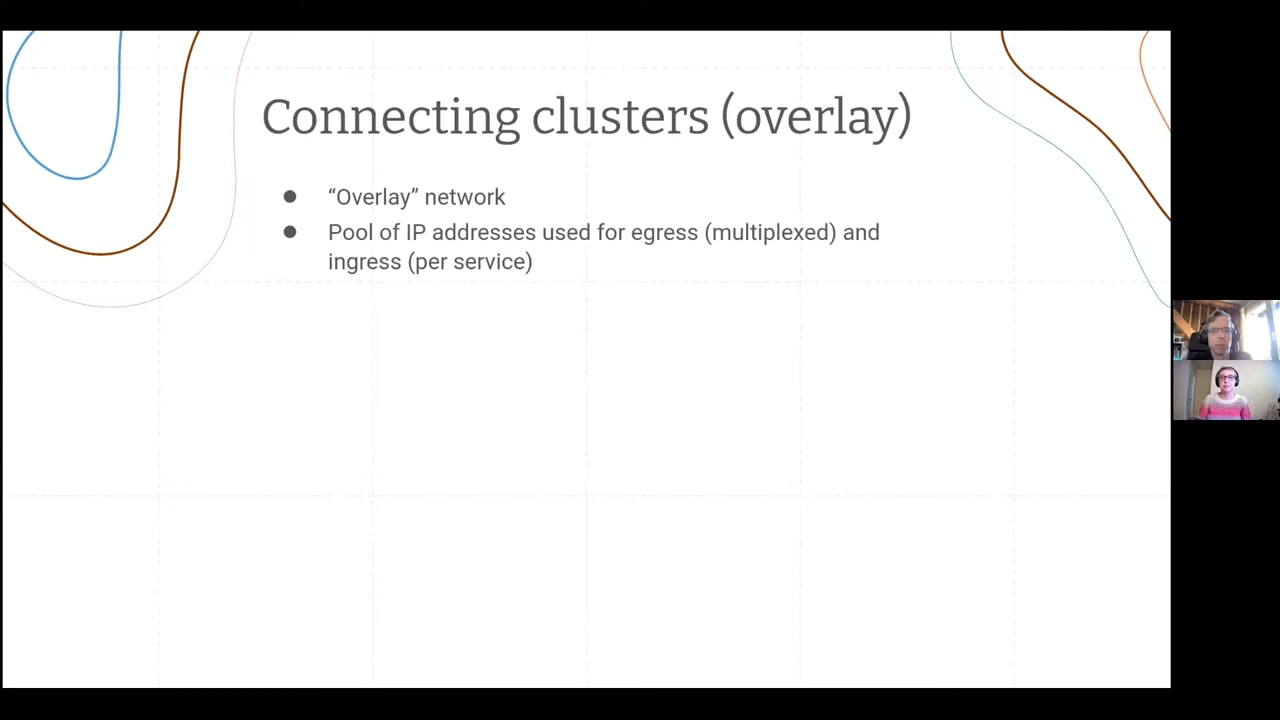 Connecting clusters (overlay)
● “Overlay” network
● Pool of IP addresses used for egress (multiplexed) and
ingress (per service)